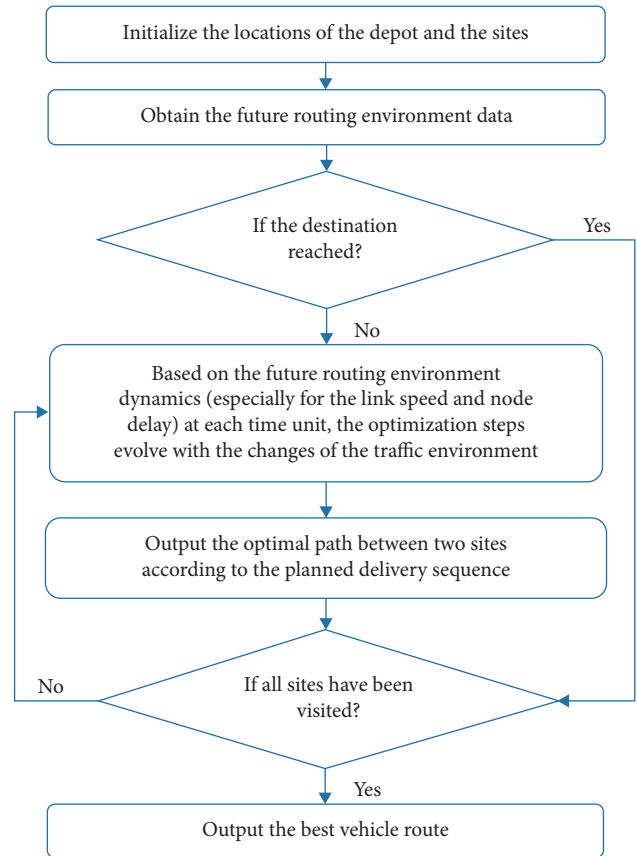 Initialize the locations of the depot and the sites
Obtain the future routing environment data
If the destination
reached?
Yes
No
Based on the future routing environment
dynamics (especially for the link speed and node
delay) at each time unit, the optimization steps
evolve with the changes of the traffic environment
Output the optimal path between two sites
according to the planned delivery sequence
No
If all sites have been
visited?
Yes
Output the best vehicle route